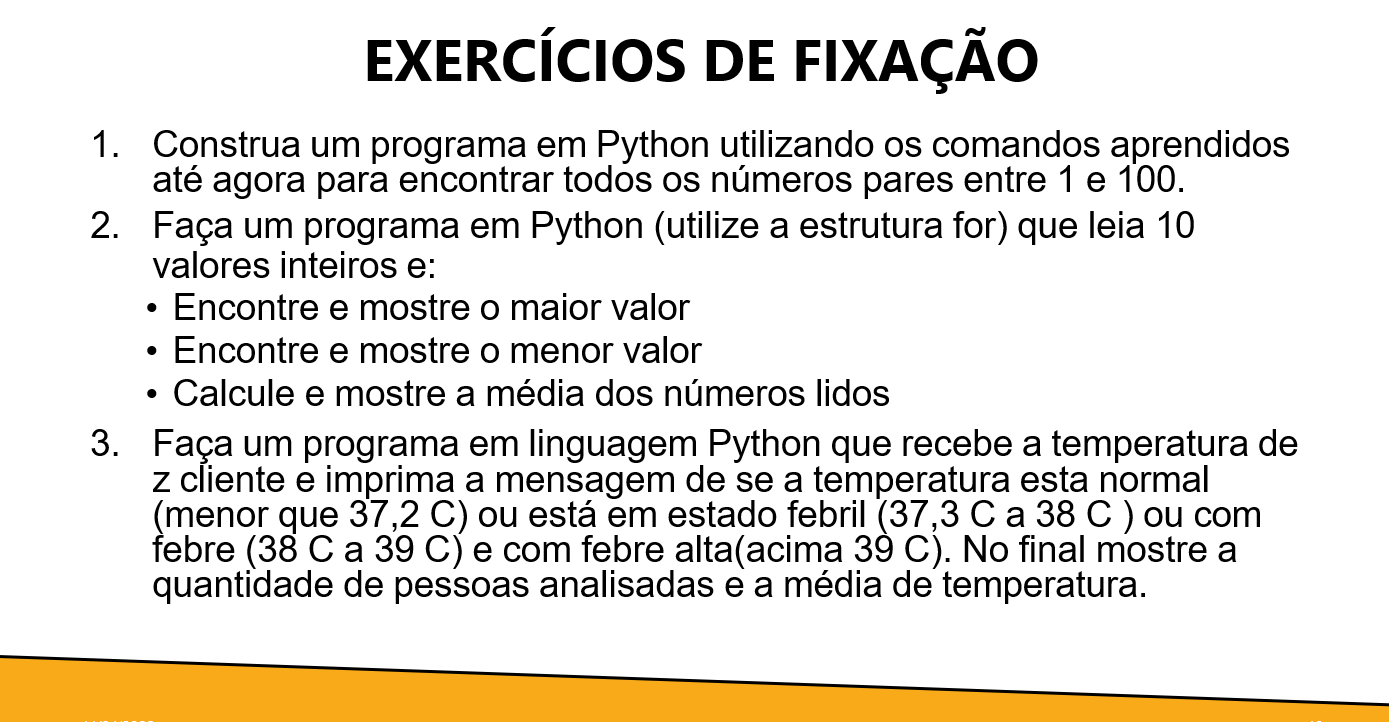 EXERCÍCIOS DE FIXAÇÃO
1. Construa um programa em Python utilizando os comandos aprendidos
até agora para encontrar todos os números pares entre 1 e 100.
2. Faça um programa em Python (utilize a estrutura for) que leia 10
valores inteiros e:
• Encontre e mostre o maior valor
• Encontre e mostre o menor valor
• Calcule e mostre a média dos números lidos
3. Faça um programa em linguagem Python que recebe a temperatura de
z cliente e imprima a mensagem de se a temperatura esta normal
(menor que 37,2 C) ou está em estado febril (37,3 C a 38 C ) ou com
febre (38 C a 39 C) e com febre alta(acima 39 C). No final mostre a
quantidade de pessoas analisadas e a média de temperatura.